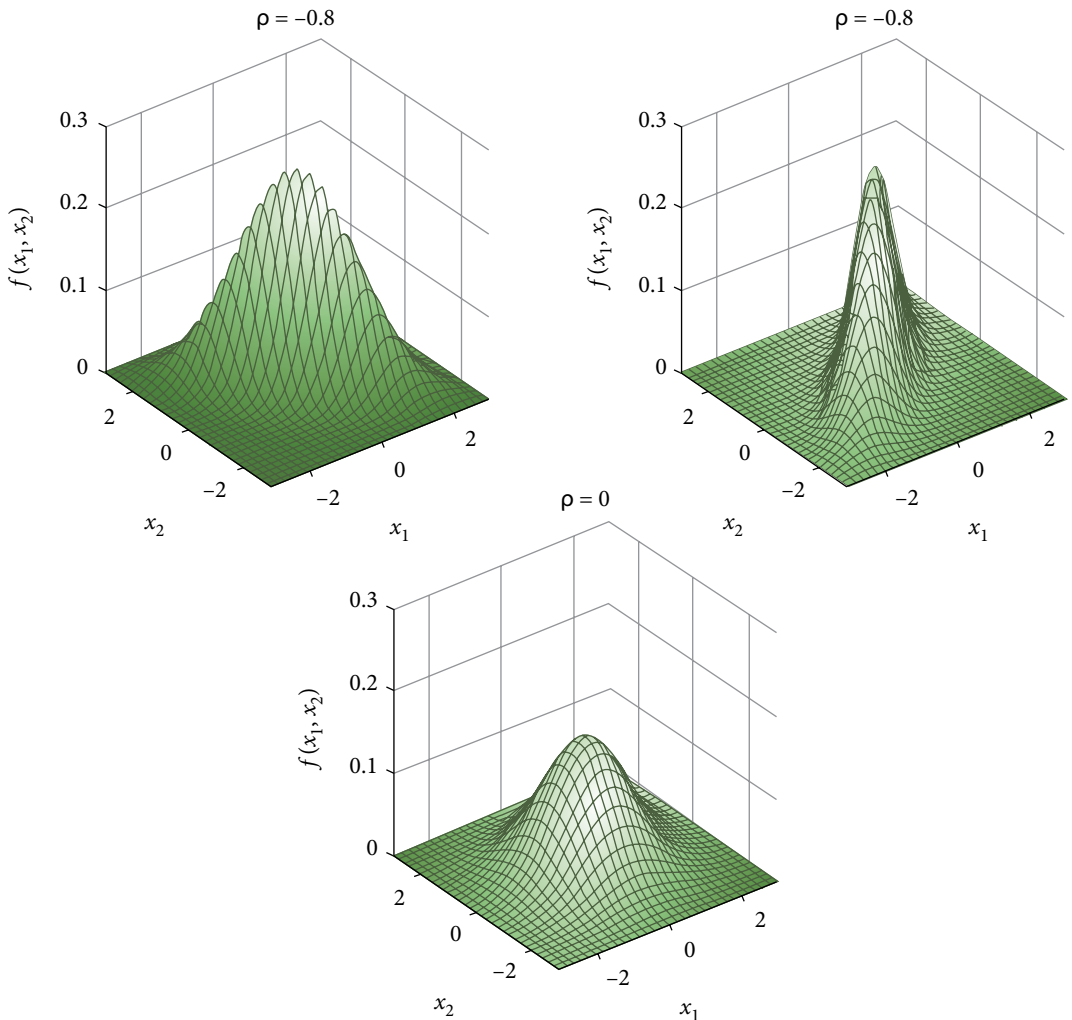 ρ = –0.8
0.3
0.2
0.1
0
f (x₁, x₂)
2
0
–2
x₂
–2
0
2
x₁
ρ = –0.8
0.3
0.2
0.1
0
f (x₁, x₂)
2
0
–2
x₂
–2
0
2
x₁
ρ = 0
0.3
0.2
0.1
0
f (x₁, x₂)
2
0
–2
x₂
–2
0
2
x₁